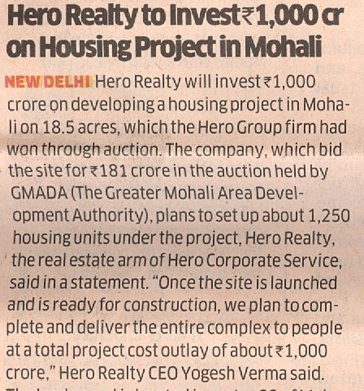 Hero Realty to Invest ₹1,000 cr
on Housing Project in Mohali
NEW DELHI Hero Realty will invest ₹1,000
crore on developing a housing project in Moha-
li on 18.5 acres, which the Hero Group firm had
won through auction. The company, which bid
the site for ₹181 crore in the auction held by
GMADA (The Greater Mohali Area Devel-
opment Authority), plans to set up about 1,250
housing units under the project, Hero Realty,
the real estate arm of Hero Corporate Service,
said in a statement. “Once the site is launched
and is ready for construction, we plan to com-
plete and deliver the entire complex to people
at a total project cost outlay of about ₹1,000
crore,” Hero Realty CEO Yogesh Verma said.